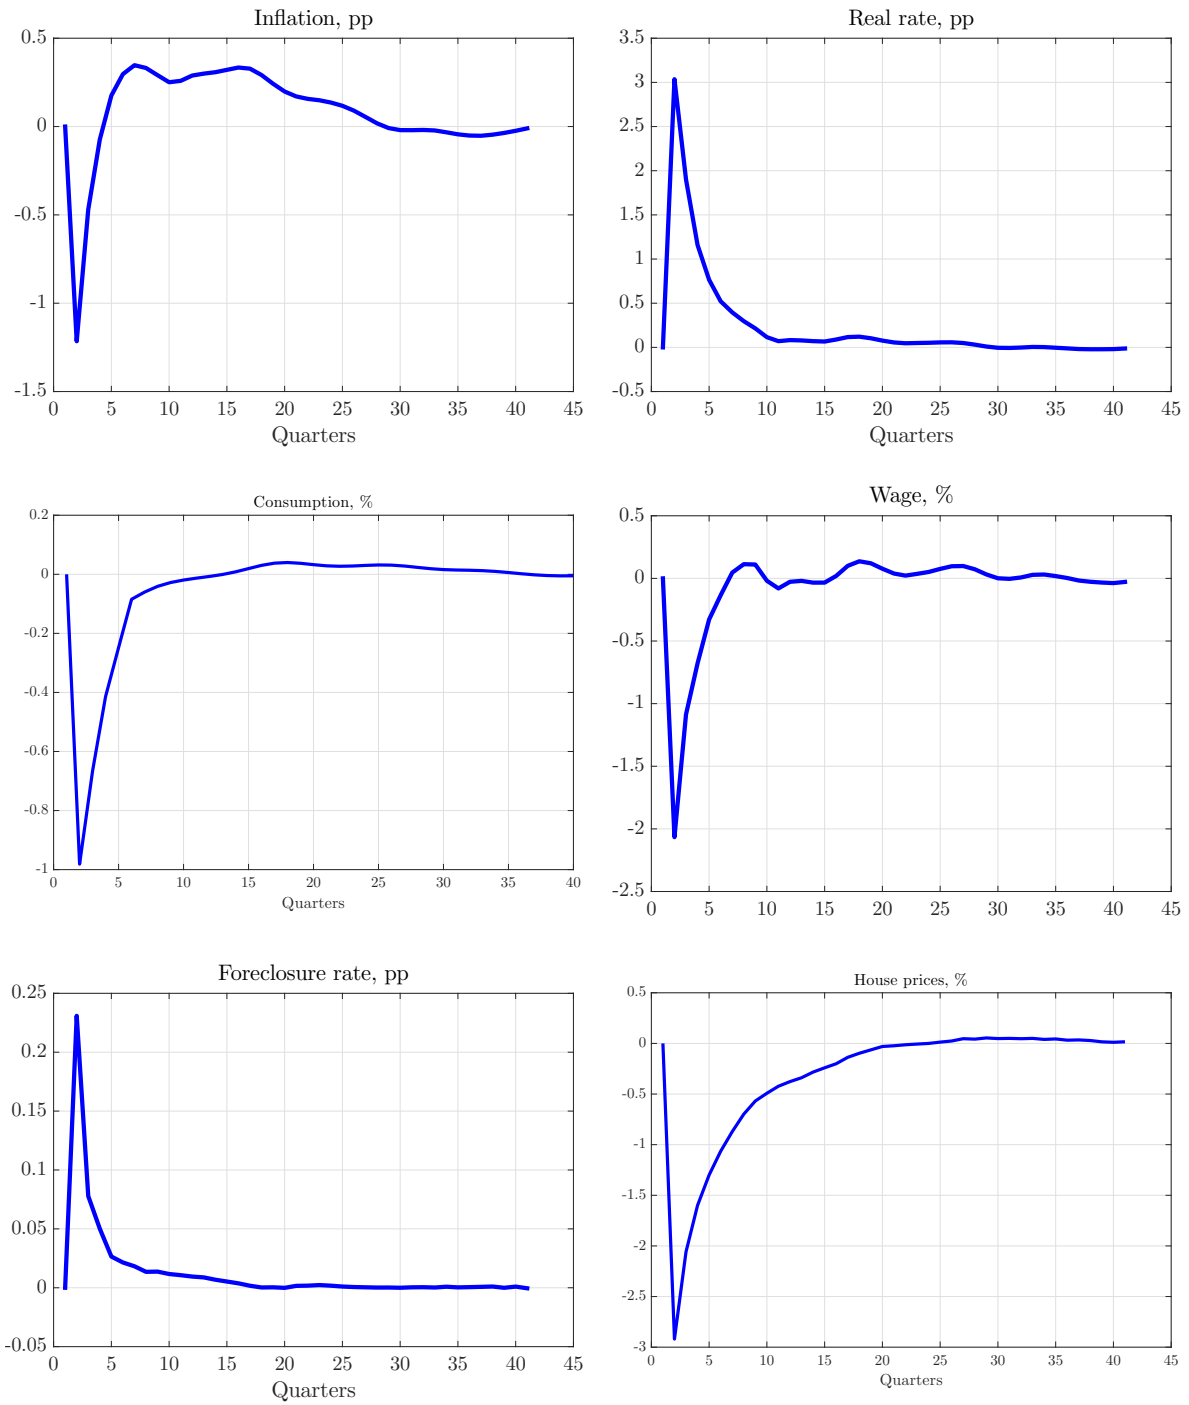 Inflation, pp
0.5
0
-0.5
-1
-1.5
0 5 10 15 20 25 30 35 40 45
Quarters
Real rate, pp
3.5
3
2.5
2
1.5
1
0.5
0
-0.5
0 5 10 15 20 25 30 35 40 45
Quarters
Consumption, %
0.2
0
-0.2
-0.4
-0.6
-0.8
-1
0 5 10 15 20 25 30 35 40
Quarters
Wage, %
0.5
0
-0.5
-1
-1.5
-2
-2.5
0 5 10 15 20 25 30 35 40 45
Foreclosure rate, pp
0.25
0.2
0.15
0.1
0.05
0
-0.05
0 5 10 15 20 25 30 35 40 45
Quarters
House prices, %
0.5
0
-0.5
-1
-1.5
-2
-2.5
-3
0 5 10 15 20 25 30 35 40 45
Quarters